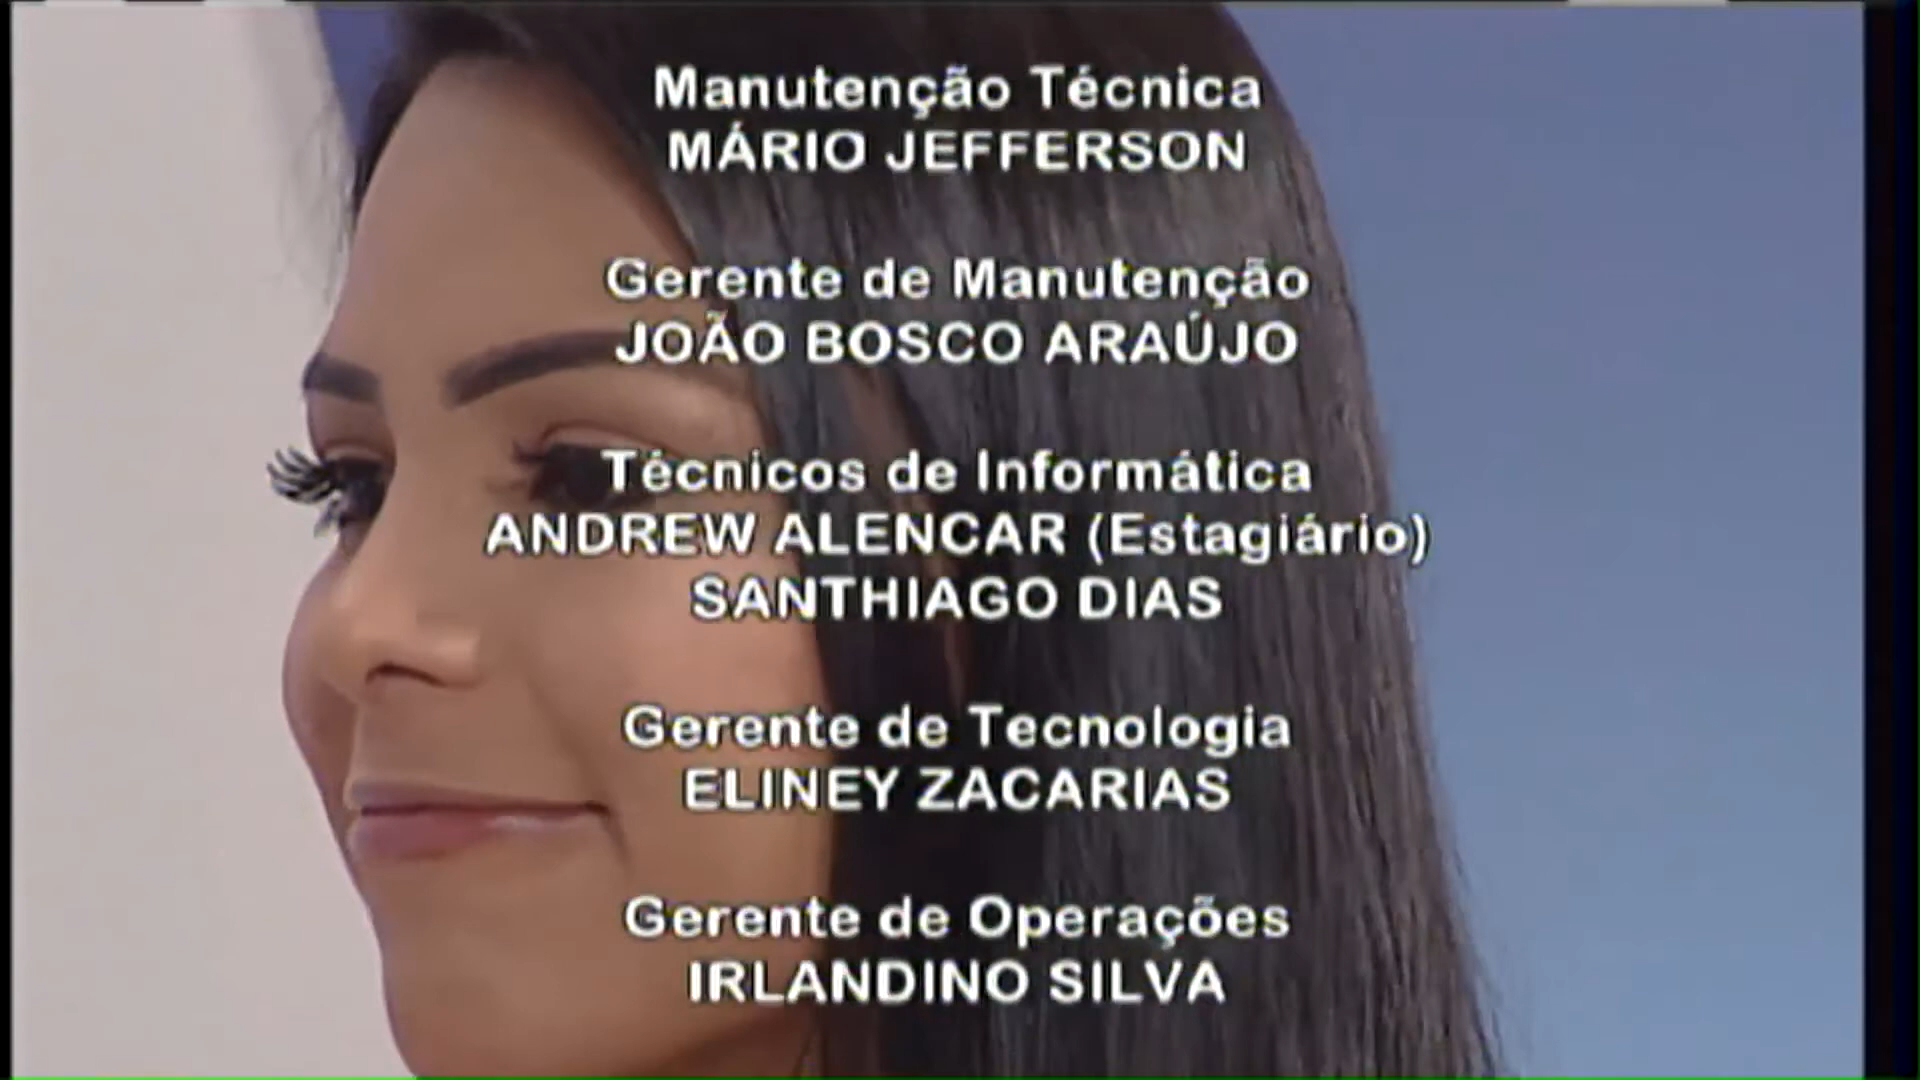 Manutenção Técnica
MÁRIO JEFFERSON
Gerente de Manutenção
JOÃO BOSCO ARAÚJO
Técnicos de Informática
ANDREW ALENCAR (Estagiário)
SANTHIAGO DIAS
Gerente de Tecnologia
ELINEY ZACARIAS
Gerente de Operações
IRLANDINO SILVA